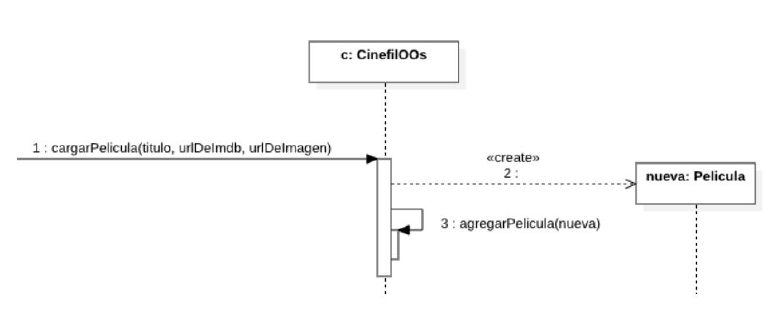 c: CinefilOOs
1 : cargarPelicula(titulo, urlDeImdb, urlDeImagen)
«create»
2 :
nueva: Pelicula
3 : agregarPelicula(nueva)